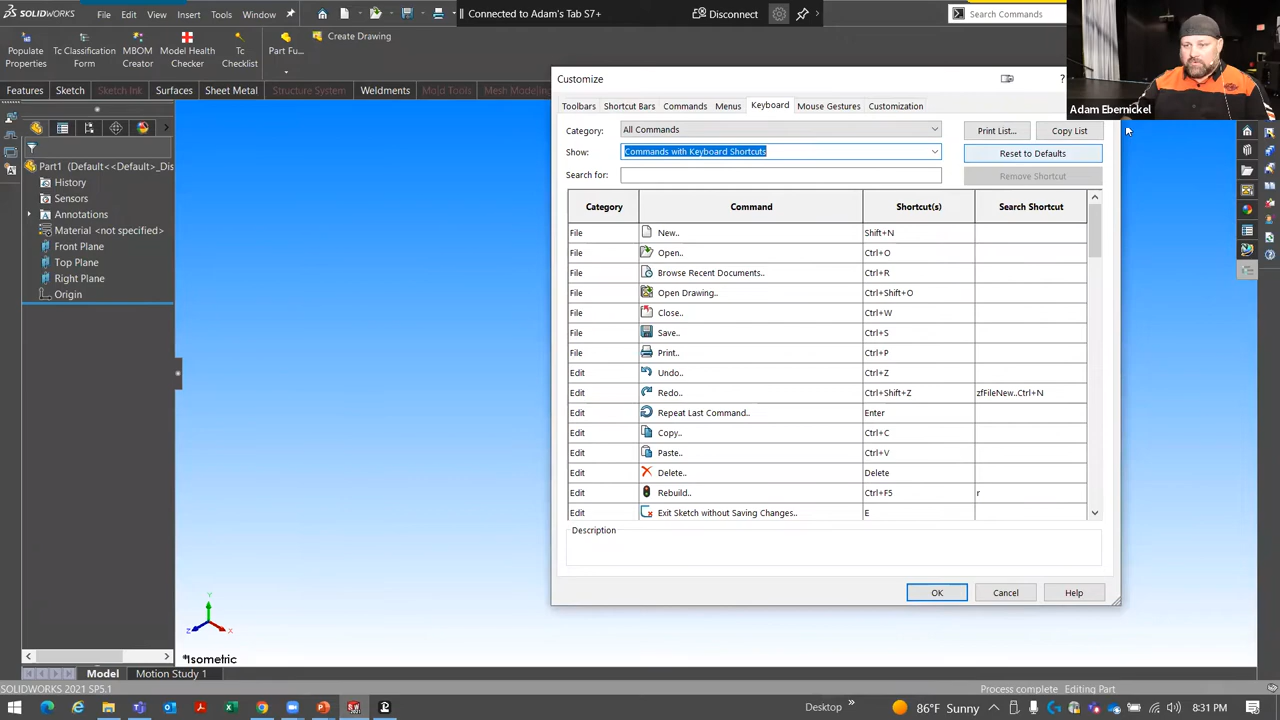 SOLIDWORKS
File
Edit
View
Insert
Tools
Connected to Adam's Tab S7+
Disconnect
Search Commands
Populate Properties
Tc Classification Form
MBOM Creator
Model Health Checker
Tc Checklist
Part Fu...
Create Drawing
Features
Sketch
Sketch Ink
Surfaces
Sheet Metal
Structure System
Weldments
Mold Tools
Mesh Modeling
Part1 (Default<<Default>_Dis
History
Sensors
Annotations
Material <not specified>
Front Plane
Top Plane
Right Plane
Origin
Customize
?
Toolbars
Shortcut Bars
Commands
Menus
Keyboard
Mouse Gestures
Customization
Category:
All Commands
Print List...
Copy List
Show:
Commands with Keyboard Shortcuts
Reset to Defaults
Search for:
Remove Shortcut
Category Command Shortcut(s) Search Shortcut
File New.. Shift+N
File Open.. Ctrl+O
File Browse Recent Documents.. Ctrl+R
File Open Drawing.. Ctrl+Shift+O
File Close.. Ctrl+W
File Save.. Ctrl+S
File Print.. Ctrl+P
Edit Undo.. Ctrl+Z
Edit Redo.. Ctrl+Shift+Z zfFileNew..Ctrl+N
Edit Repeat Last Command.. Enter
Edit Copy.. Ctrl+C
Edit Paste.. Ctrl+V
Edit Delete.. Delete
Edit Rebuild.. Ctrl+F5 r
Edit Exit Sketch without Saving Changes.. E
Description
OK
Cancel
Help
Adam Ebernickel
Y
Z
X
*Isometric
Model
Motion Study 1
SOLIDWORKS 2021 SP5.1
Process complete
Editing Part
Desktop
86°F Sunny
8:31 PM